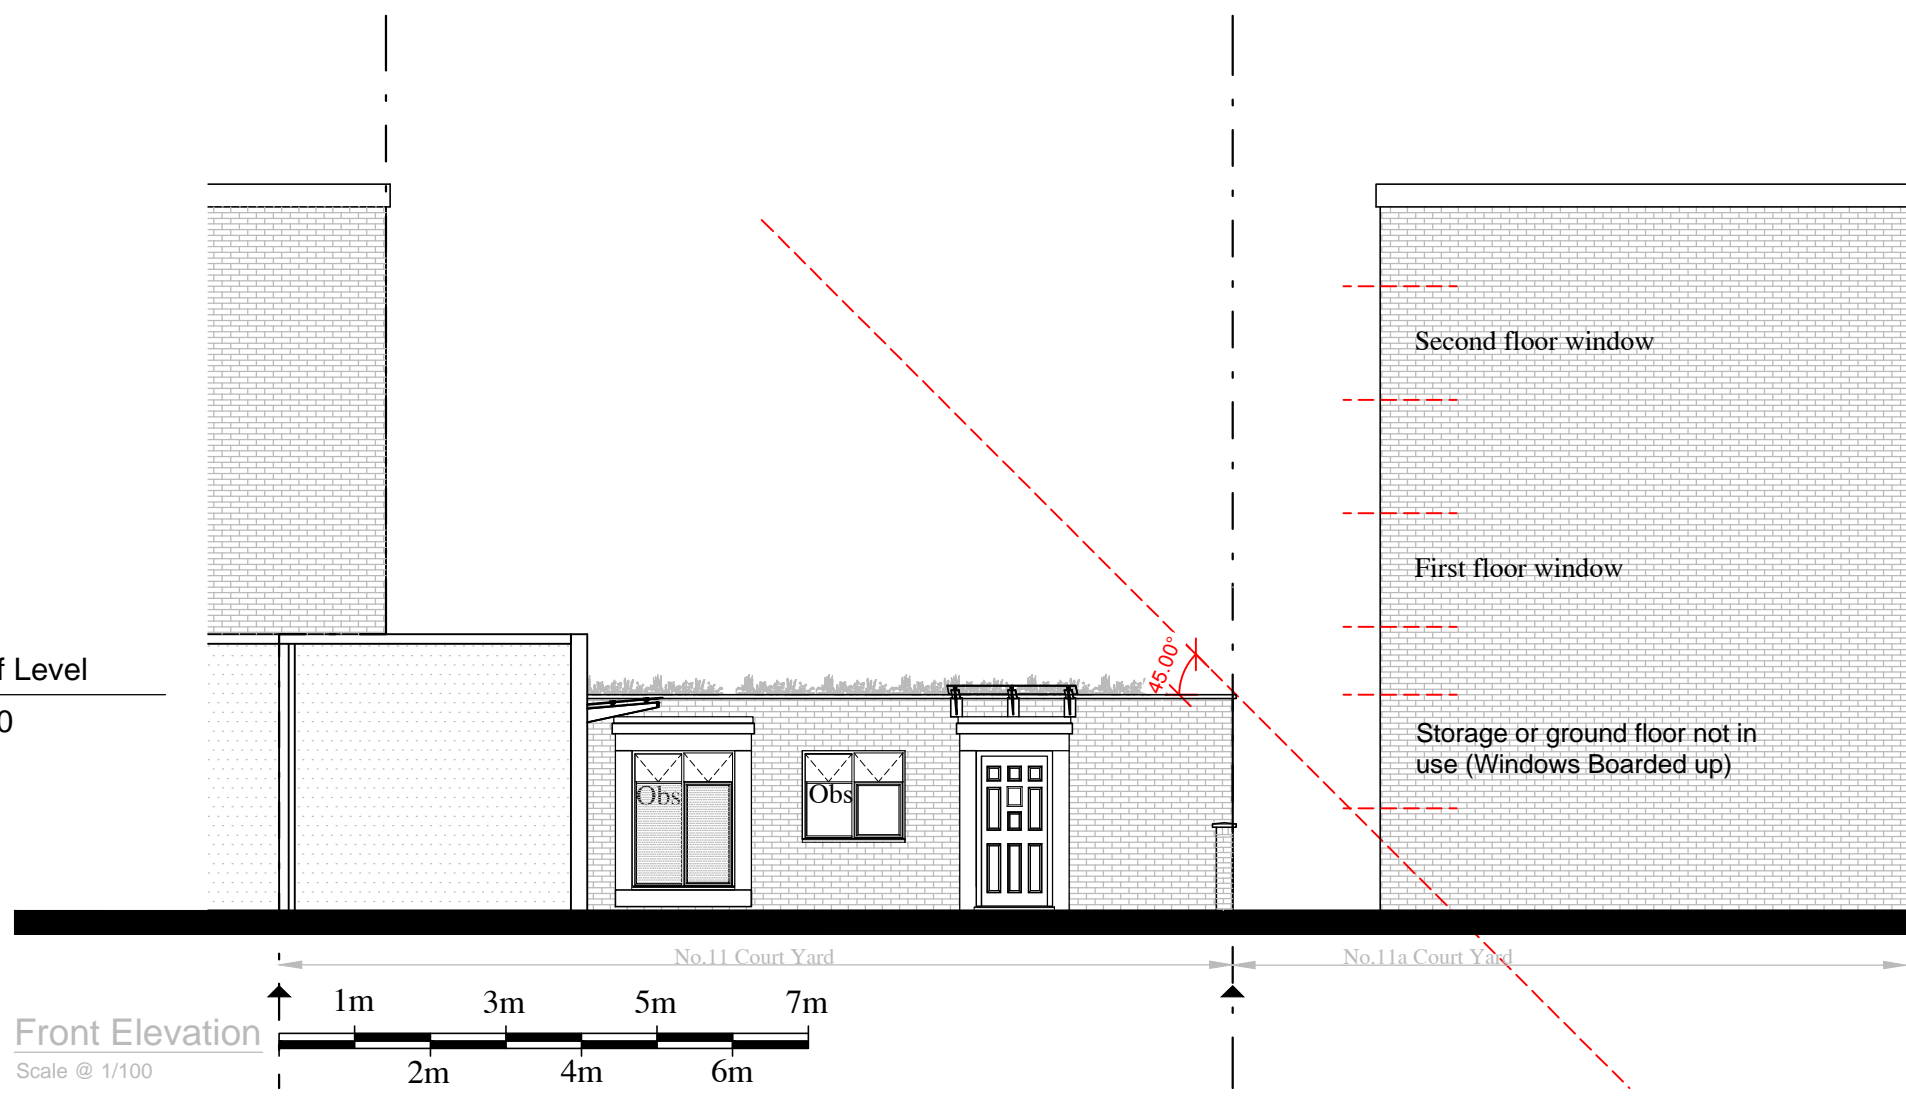 Second floor window
First floor window
f Level
0
45.00°
Storage or ground floor not in
use (Windows Boarded up)
Obs
Obs
No.11 Court Yard
No.11a Court Yard
1m
3m
5m
7m
Front Elevation
Scale @ 1/100
2m
4m
6m